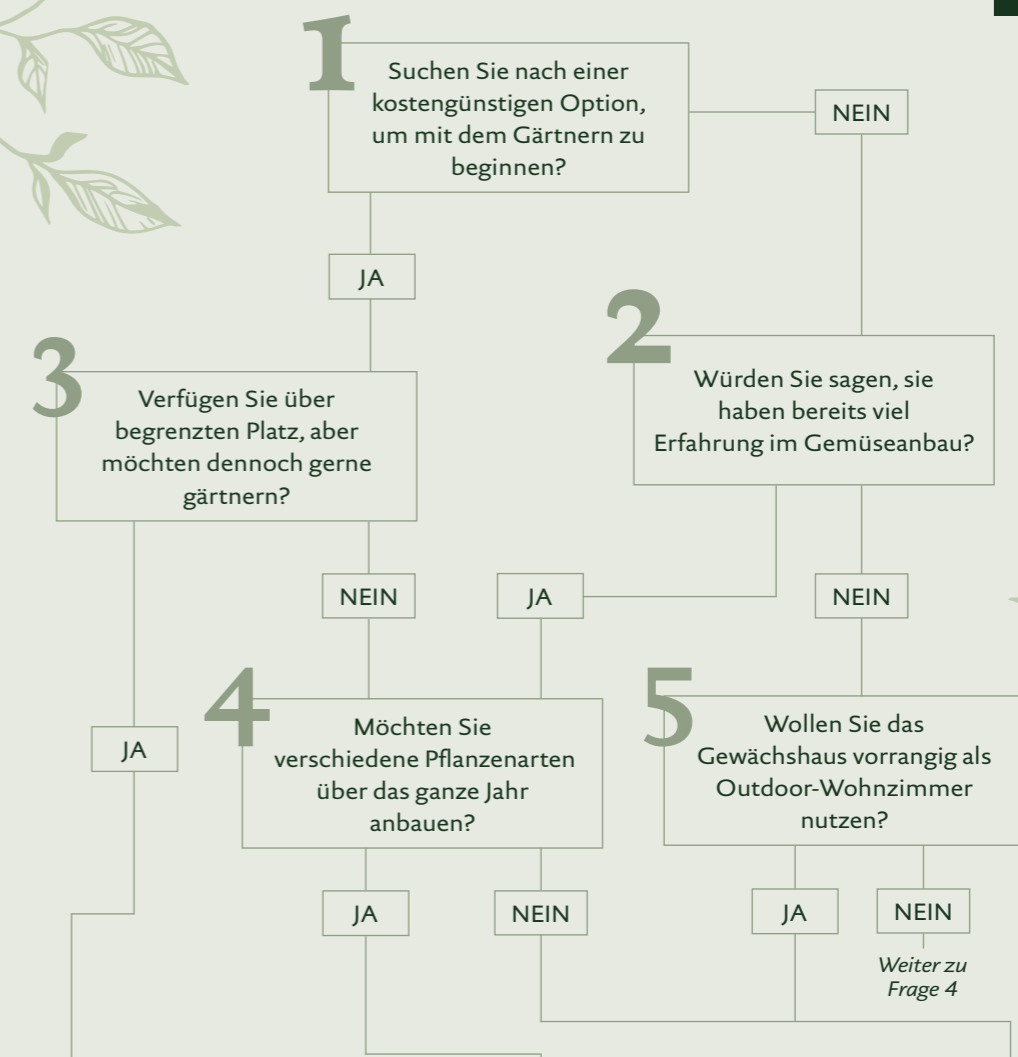 1
Suchen Sie nach einer
kostengünstigen Option,
um mit dem Gärtnern zu
beginnen?
NEIN
JA
2
Würden Sie sagen, sie
haben bereits viel
Erfahrung im Gemüseanbau?
3
Verfügen Sie über
begrenzten Platz, aber
möchten dennoch gerne
gärtnern?
NEIN
JA
NEIN
JA
4
Möchten Sie
verschiedene Pflanzenarten
über das ganze Jahr
anbauen?
5
Wollen Sie das
Gewächshaus vorrangig als
Outdoor-Wohnzimmer
nutzen?
JA
NEIN
JA
NEIN
Weiter zu
Frage 4